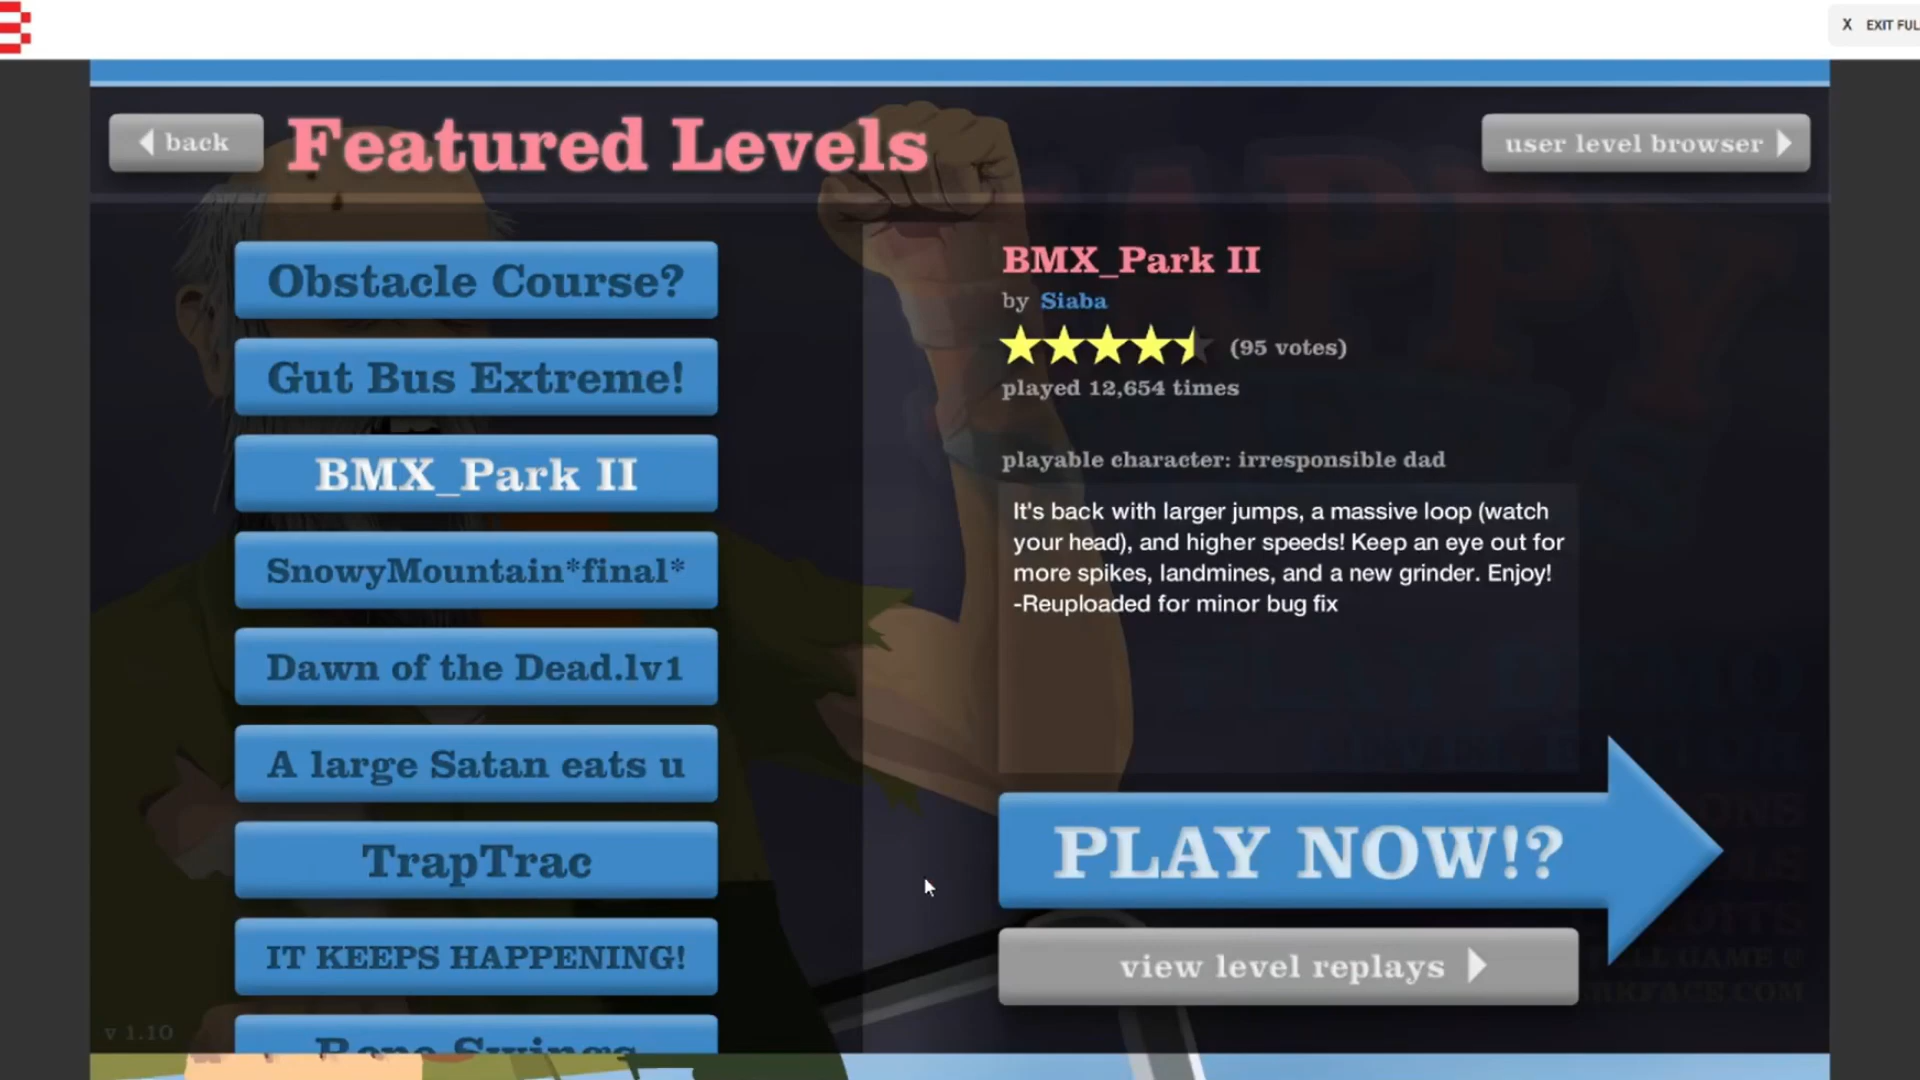 X EXIT FUL
back
Featured Levels
user level browser
Obstacle Course?
Gut Bus Extreme!
BMX_Park II
SnowyMountain*final*
Dawn of the Dead.lv1
A large Satan eats u
TrapTrac
IT KEEPS HAPPENING!
Rope Swings
v 1.10
BMX_Park II
by Siaba
(95 votes)
played 12,654 times
playable character: irresponsible dad
It's back with larger jumps, a massive loop (watch
your head), and higher speeds! Keep an eye out for
more spikes, landmines, and a new grinder. Enjoy!
-Reuploaded for minor bug fix
PLAY NOW!?
view level replays